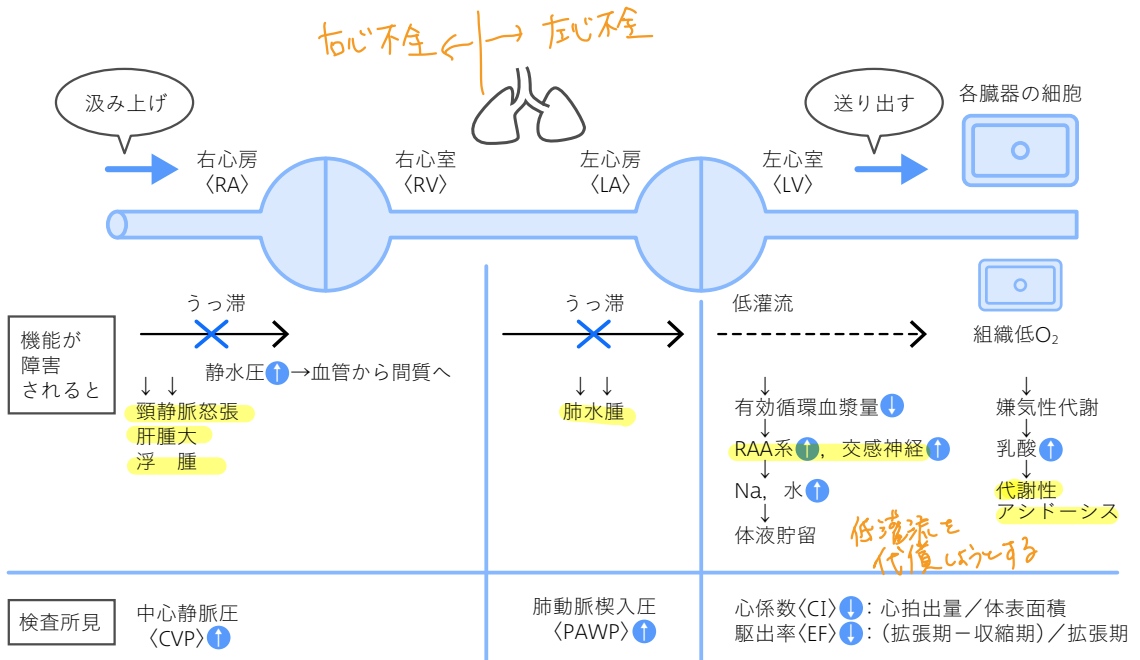 右心不全 ← → 左心不全
汲み上げ
送り出す
各臓器の細胞
右心房
〈RA〉
右心室
〈RV〉
左心房
〈LA〉
左心室
〈LV〉
機能が
障害
されると
うっ滞
静水圧↑→血管から間質へ
↓ ↓
頸静脈怒張
肝腫大
浮 腫
うっ滞
↓ ↓
肺水腫
低灌流
↓
有効循環血漿量↓
↓
RAA系↑，交感神経↑
↓
Na，水↑
↓
体液貯留
低灌流を
代償しようとする
組織低O₂
↓
嫌気性代謝
↓
乳酸↑
↓
代謝性
アシドーシス
検査所見
中心静脈圧
〈CVP〉↑
肺動脈楔入圧
〈PAWP〉↑
心係数〈CI〉↓：心拍出量／体表面積
駆出率〈EF〉↓：(拡張期－収縮期)／拡張期